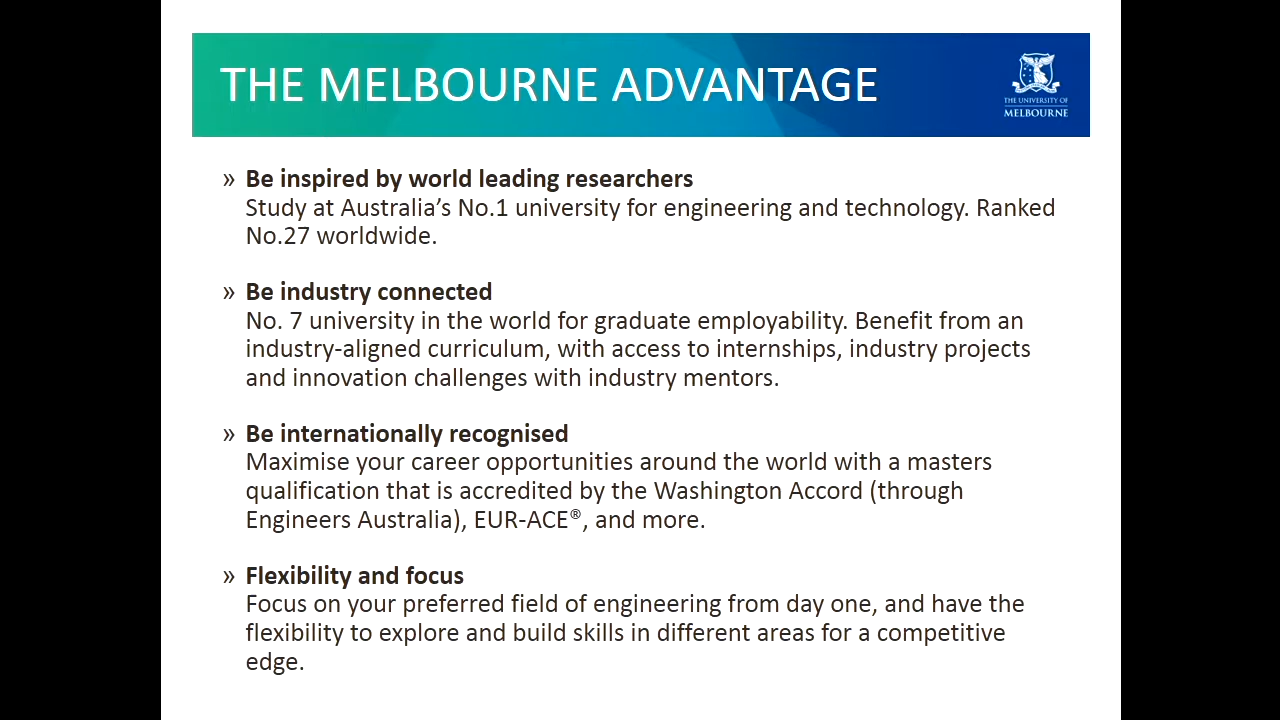 THE MELBOURNE ADVANTAGE
THE UNIVERSITY OF
MELBOURNE
» Be inspired by world leading researchers
Study at Australia’s No.1 university for engineering and technology. Ranked
No.27 worldwide.
» Be industry connected
No. 7 university in the world for graduate employability. Benefit from an
industry-aligned curriculum, with access to internships, industry projects
and innovation challenges with industry mentors.
» Be internationally recognised
Maximise your career opportunities around the world with a masters
qualification that is accredited by the Washington Accord (through
Engineers Australia), EUR-ACE®, and more.
» Flexibility and focus
Focus on your preferred field of engineering from day one, and have the
flexibility to explore and build skills in different areas for a competitive
edge.